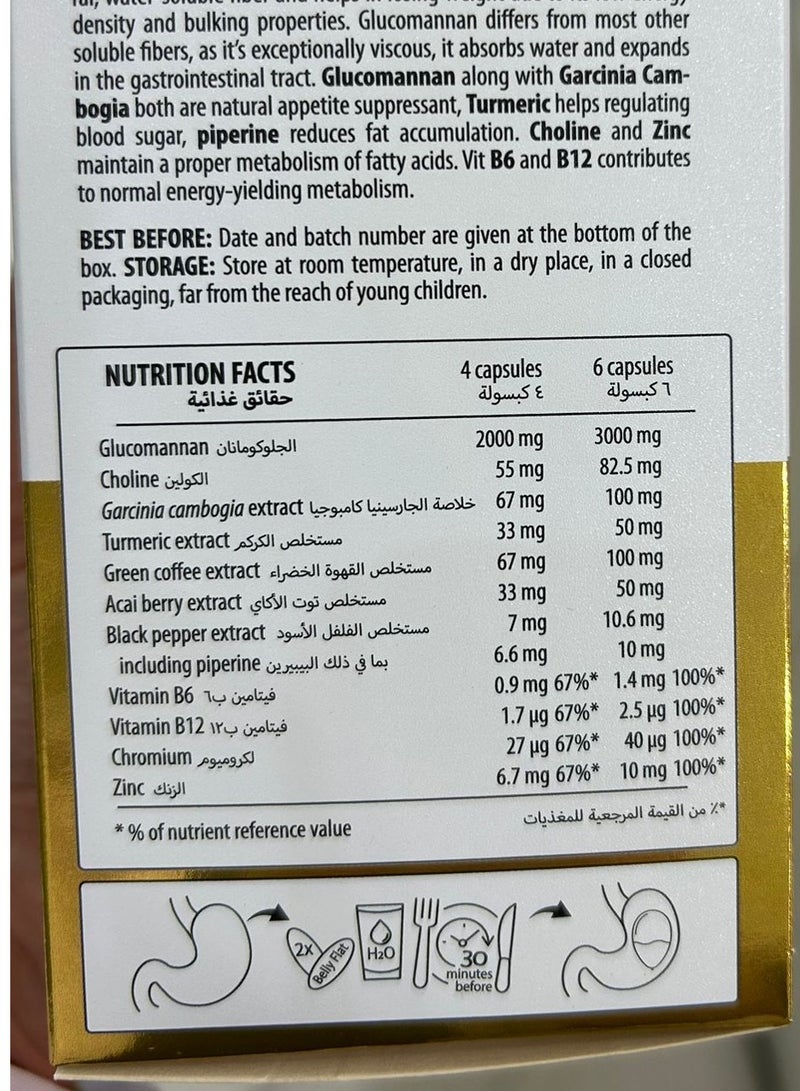 density and bulking properties. Glucomannan differs from most other
soluble fibers, as it's exceptionally viscous, it absorbs water and expands
in the gastrointestinal tract. Glucomannan along with Garcinia Cam-
bogia both are natural appetite suppressant, Turmeric helps regulating
blood sugar, piperine reduces fat accumulation. Choline and Zinc
maintain a proper metabolism of fatty acids. Vit B6 and B12 contributes
to normal energy-yielding metabolism.
BEST BEFORE: Date and batch number are given at the bottom of the
box. STORAGE: Store at room temperature, in a dry place, in a closed
packaging, far from the reach of young children.
NUTRITION FACTS 4 capsules 6 capsules
حقائق غذائية ٤ كبسولة ٦ كبسولة
Glucomannan الجلوكومانان 2000 mg 3000 mg
Choline الكولين 55 mg 82.5 mg
Garcinia cambogia extract خلاصة الجارسينيا كامبوجيا 67 mg 100 mg
Turmeric extract مستخلص الكركم 33 mg 50 mg
Green coffee extract مستخلص القهوة الخضراء 67 mg 100 mg
Acai berry extract مستخلص توت الأكاي 33 mg 50 mg
Black pepper extract مستخلص الفلفل الأسود 7 mg 10.6 mg
including piperine بما في ذلك البيبيرين 6.6 mg 10 mg
Vitamin B6 فيتامين ب٦ 0.9 mg 67%* 1.4 mg 100%*
Vitamin B12 فيتامين ب١٢ 1.7 µg 67%* 2.5 µg 100%*
Chromium لكروميوم 27 µg 67%* 40 µg 100%*
Zinc الزنك 6.7 mg 67%* 10 mg 100%*
* % of nutrient reference value *٪ من القيمة المرجعية للمغذيات
2x Belly Flat
H2O
30
minutes
before